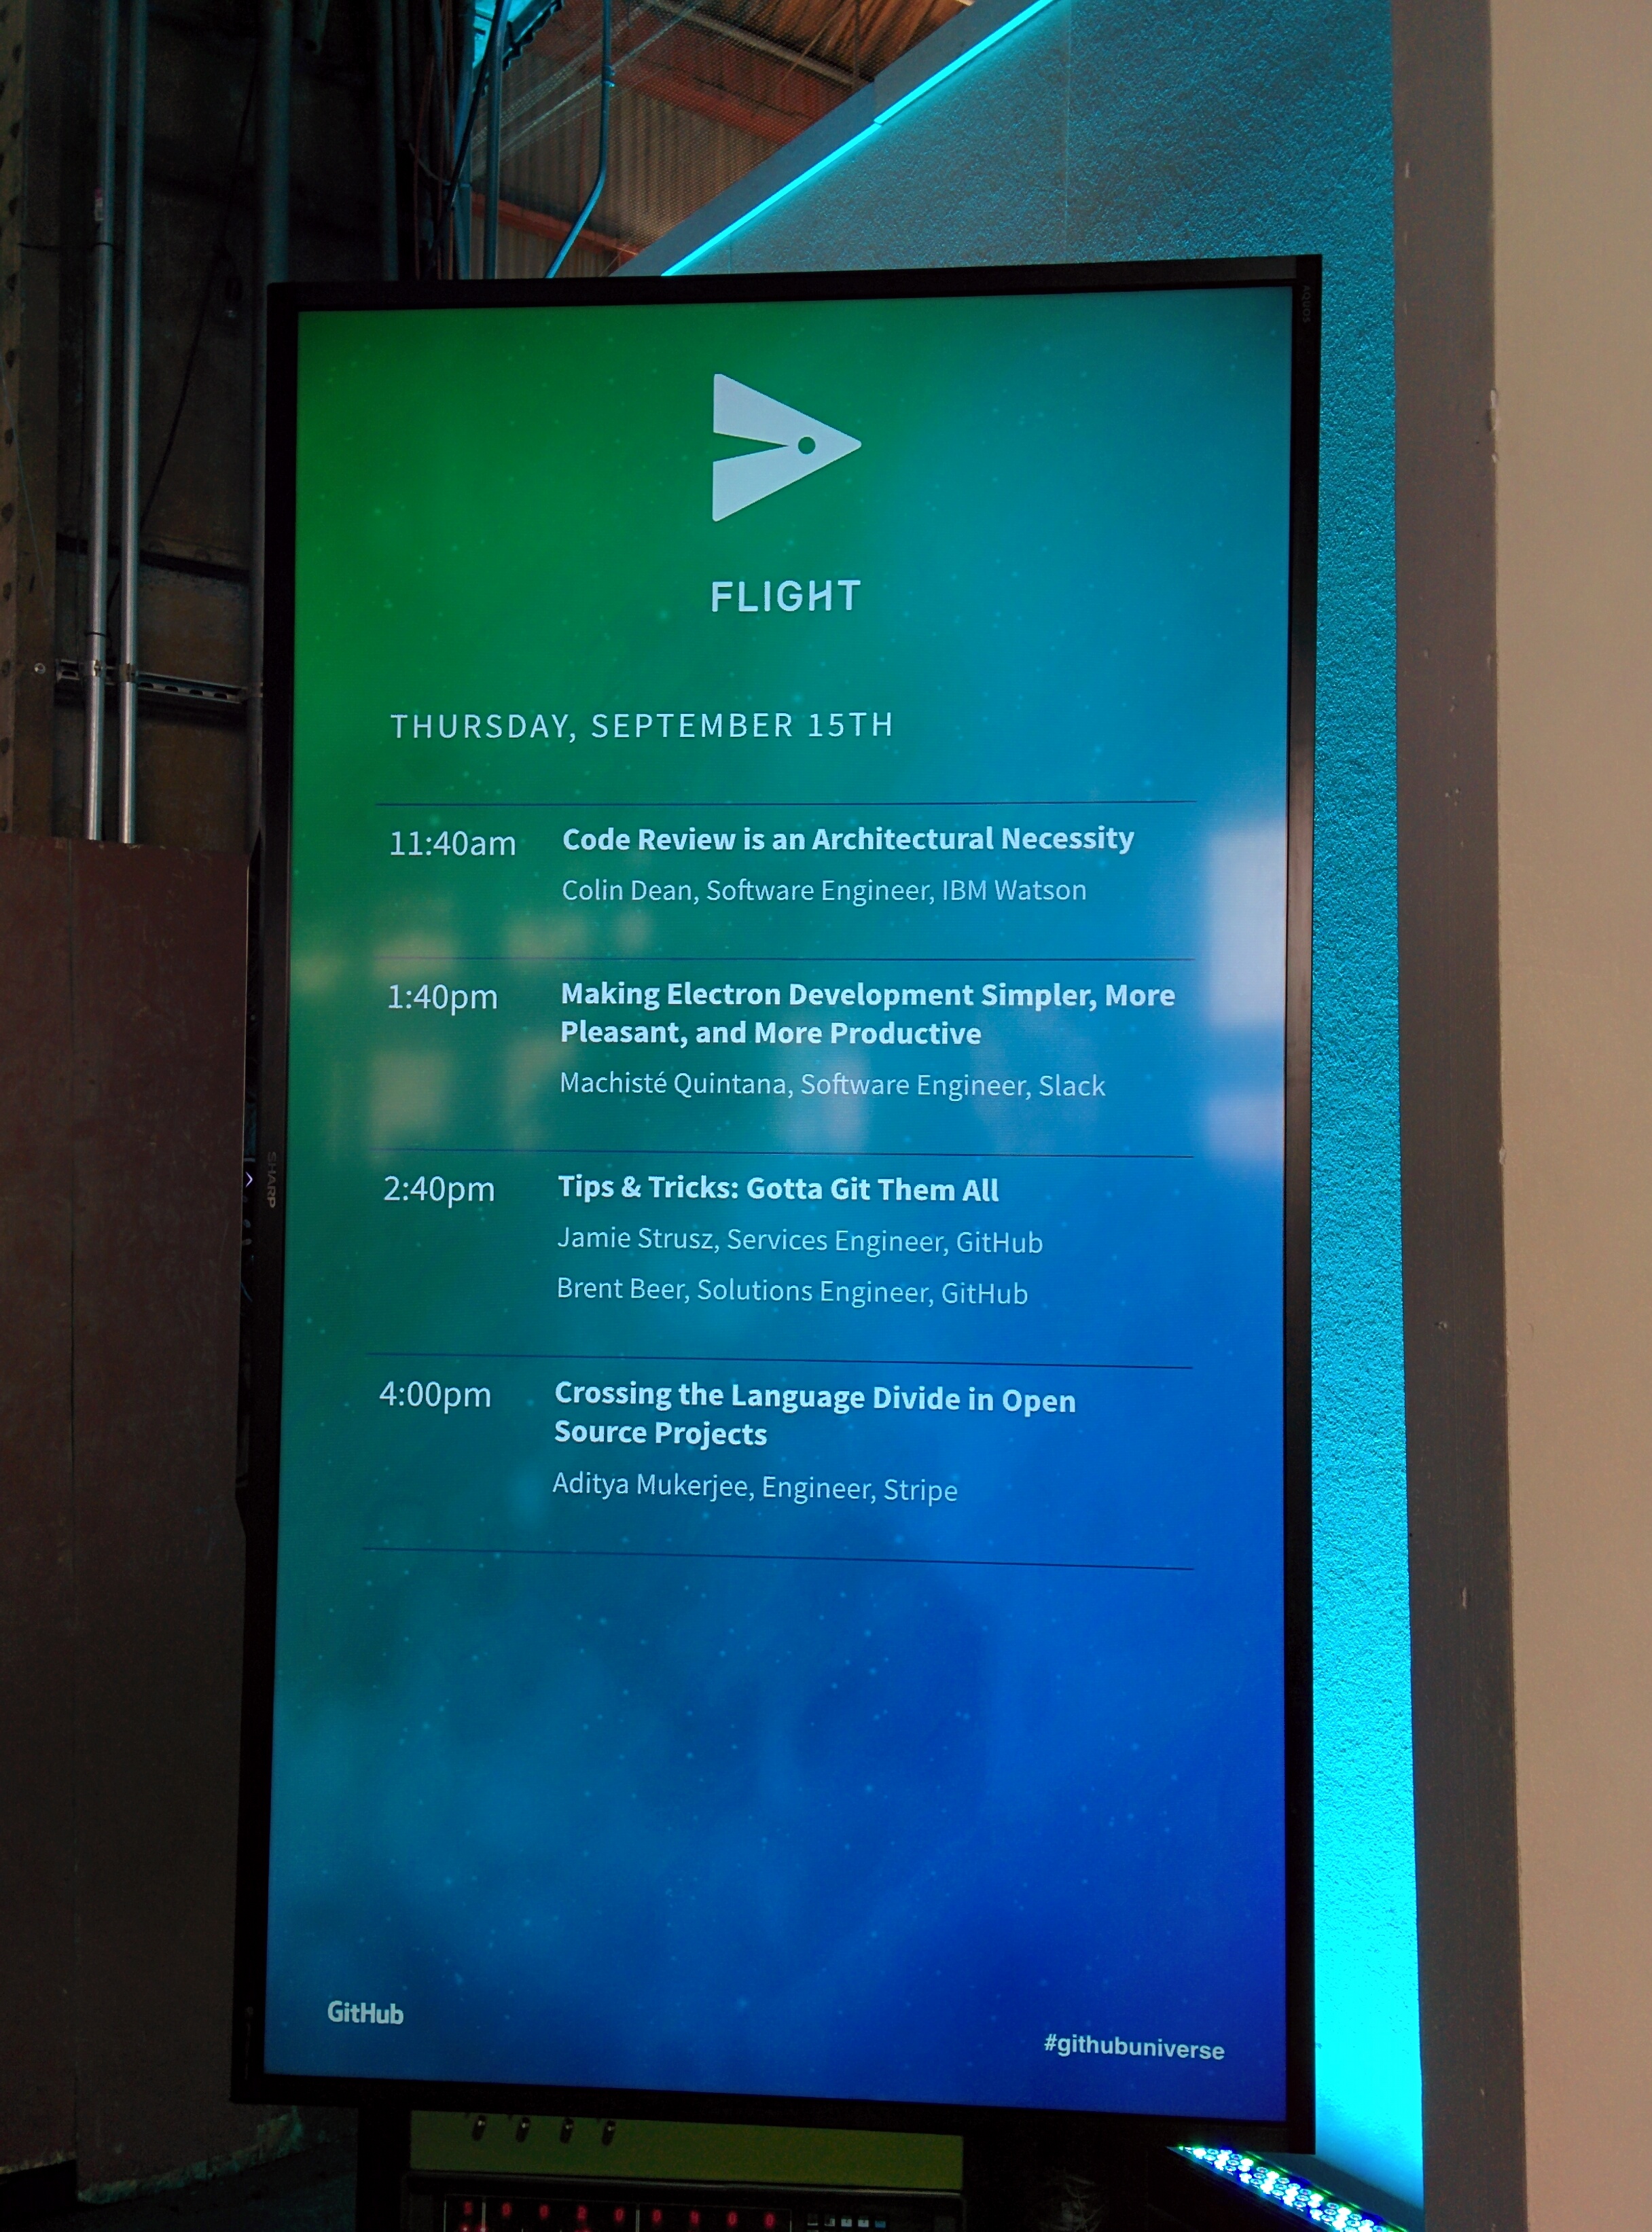 AQUOS
FLIGHT
THURSDAY, SEPTEMBER 15TH
11:40am
Code Review is an Architectural Necessity
Colin Dean, Software Engineer, IBM Watson
1:40pm
Making Electron Development Simpler, More
Pleasant, and More Productive
Machisté Quintana, Software Engineer, Slack
2:40pm
Tips & Tricks: Gotta Git Them All
Jamie Strusz, Services Engineer, GitHub
Brent Beer, Solutions Engineer, GitHub
4:00pm
Crossing the Language Divide in Open
Source Projects
Aditya Mukerjee, Engineer, Stripe
SHARP
GitHub
#githubuniverse